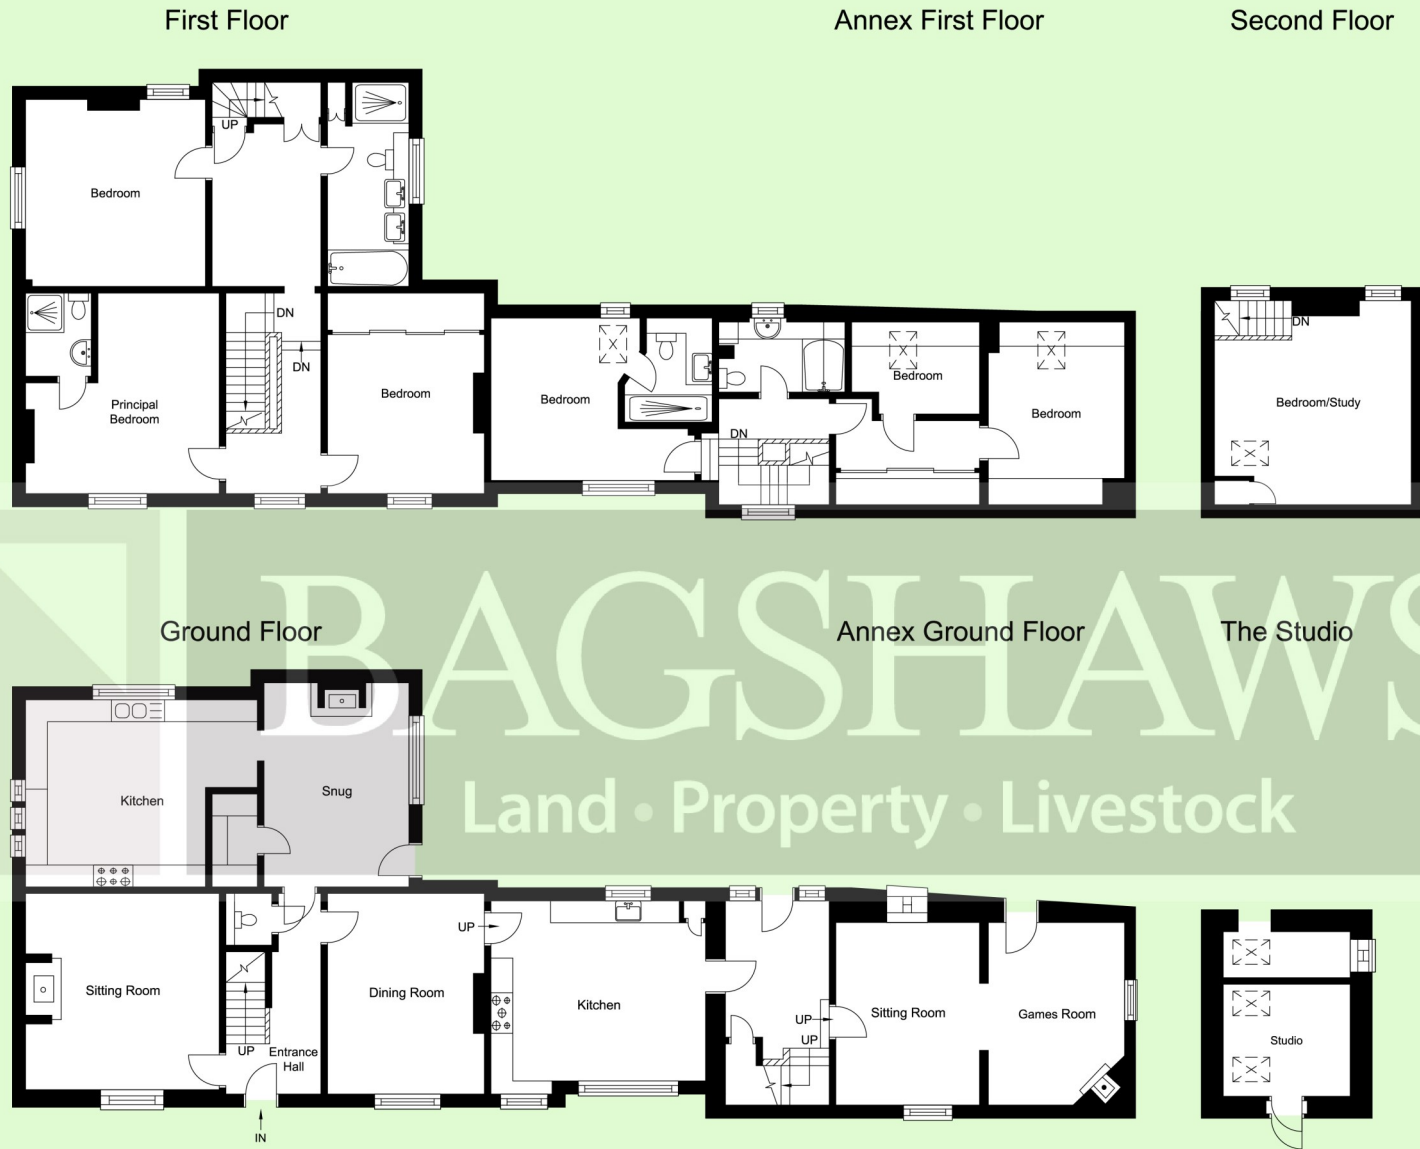 First Floor
Annex First Floor
Second Floor
UP
Bedroom
DN
DN
Principal
Bedroom
Bedroom
Bedroom
DN
Bedroom
Bedroom
DN
Bedroom/Study
BAGSHAWS
Land • Property • Livestock
Ground Floor
Annex Ground Floor
The Studio
Kitchen
Snug
Sitting Room
UP
Entrance
Hall
IN
Dining Room
UP
Kitchen
UP
UP
Sitting Room
Games Room
Studio